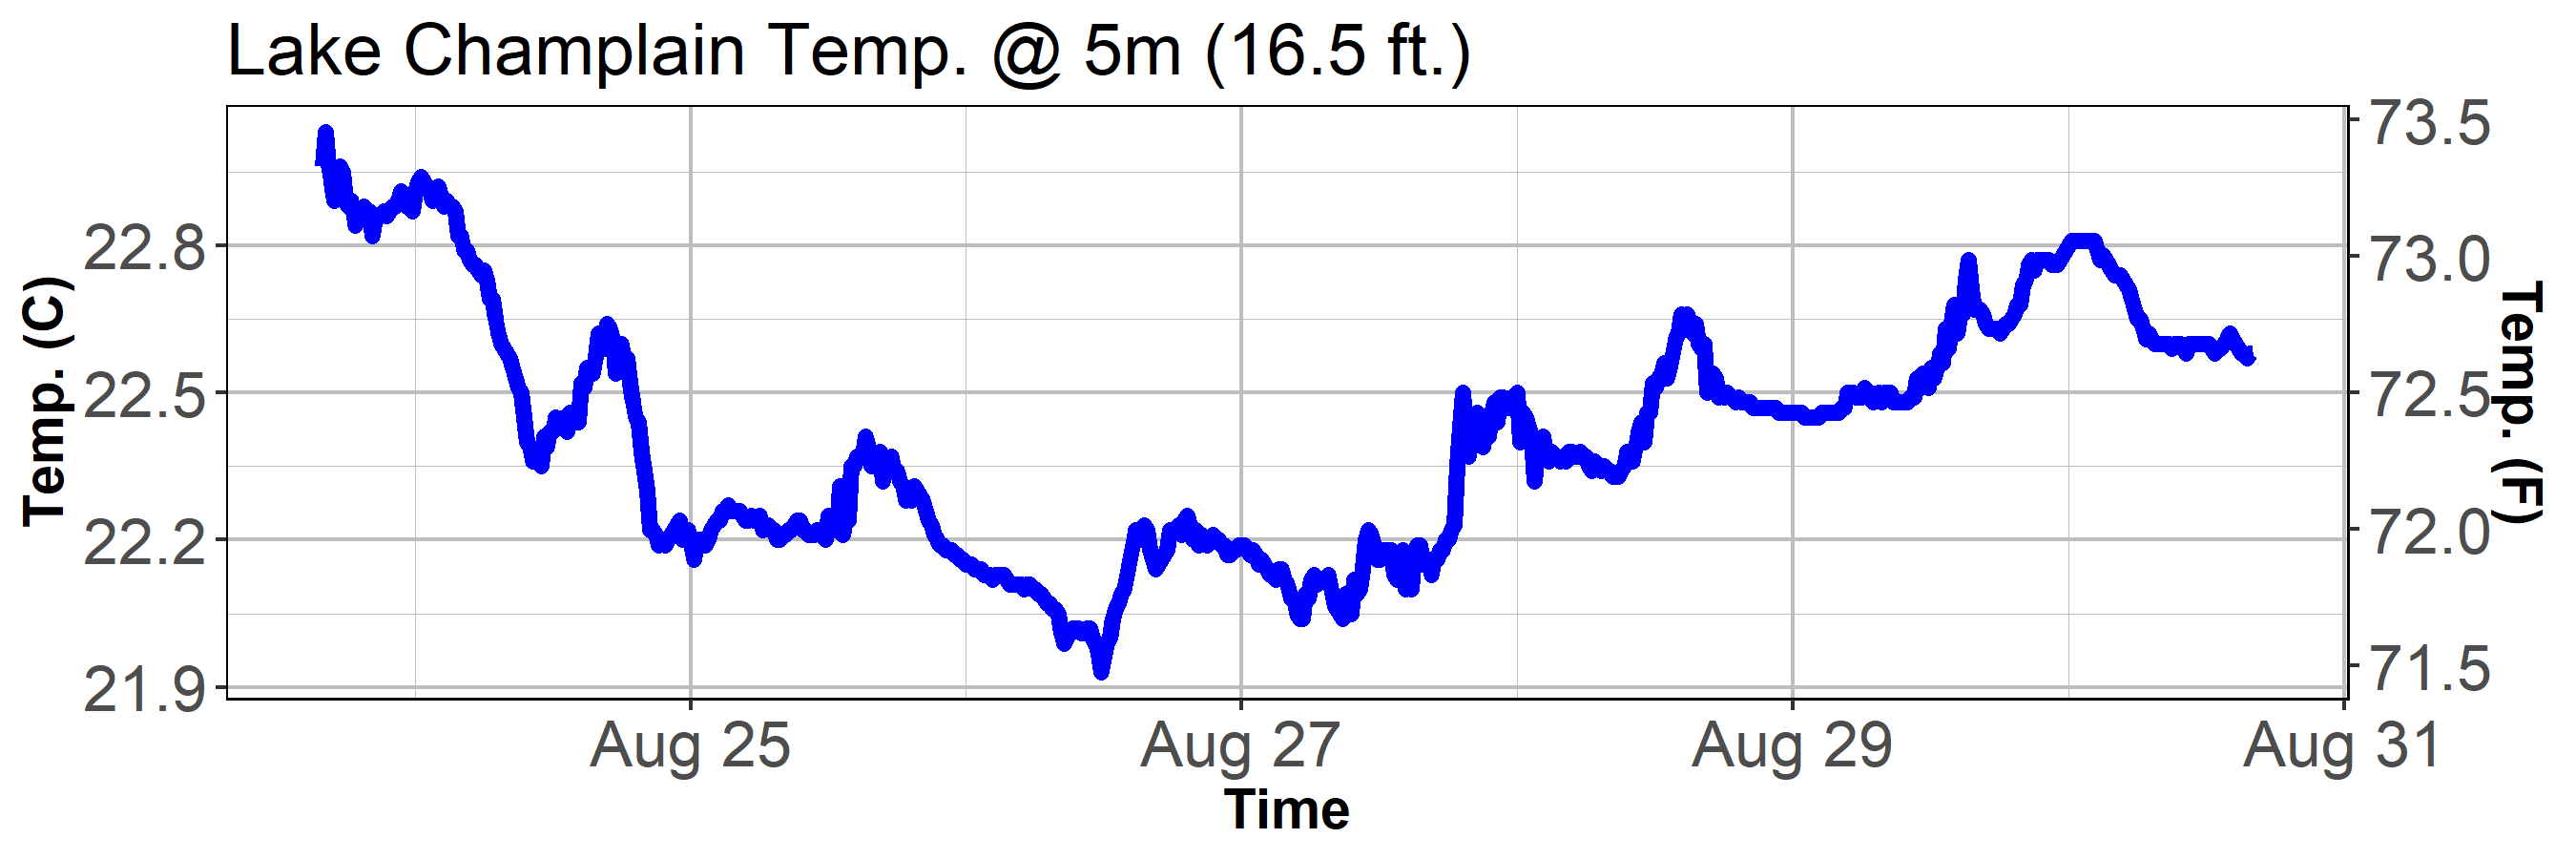 Lake Champlain Temp. @ 5m (16.5 ft.)
Temp. (C)
22.8
22.5
22.2
21.9
73.5
73.0
72.5
72.0
71.5
Temp. (F)
Aug 25 Aug 27 Aug 29 Aug 31
Time